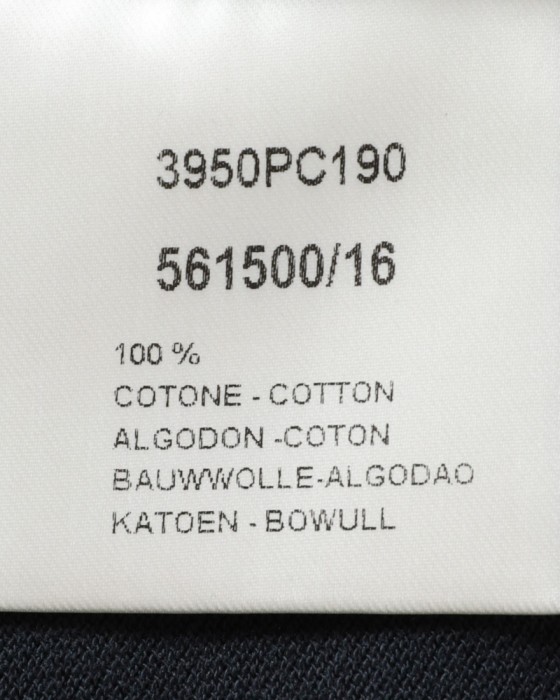 3950PC190
561500/16
100 %
COTONE - COTTON
ALGODON -COTON
BAUWWOLLE-ALGODAO
KATOEN - BOWULL